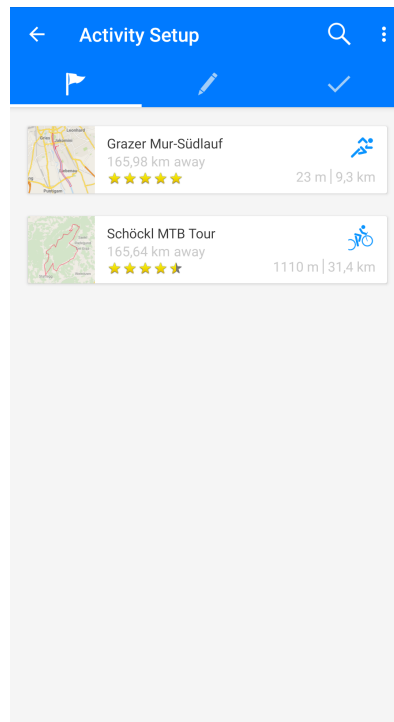 Activity Setup
Grazer Mur-Südlauf
165,98 km away
23 m | 9,3 km
Schöckl MTB Tour
165,64 km away
1110 m | 31,4 km